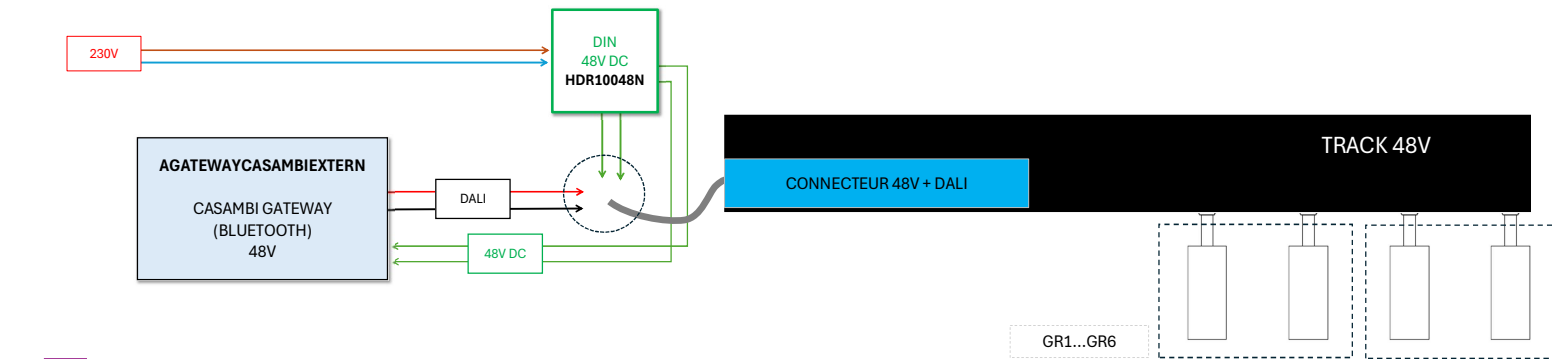 230V
DIN
48V DC
HDR10048N
AGATEWAYCASAMBIEXTERN
CASAMBI GATEWAY
(BLUETOOTH)
48V
DALI
48V DC
CONNECTEUR 48V + DALI
TRACK 48V
GR1...GR6